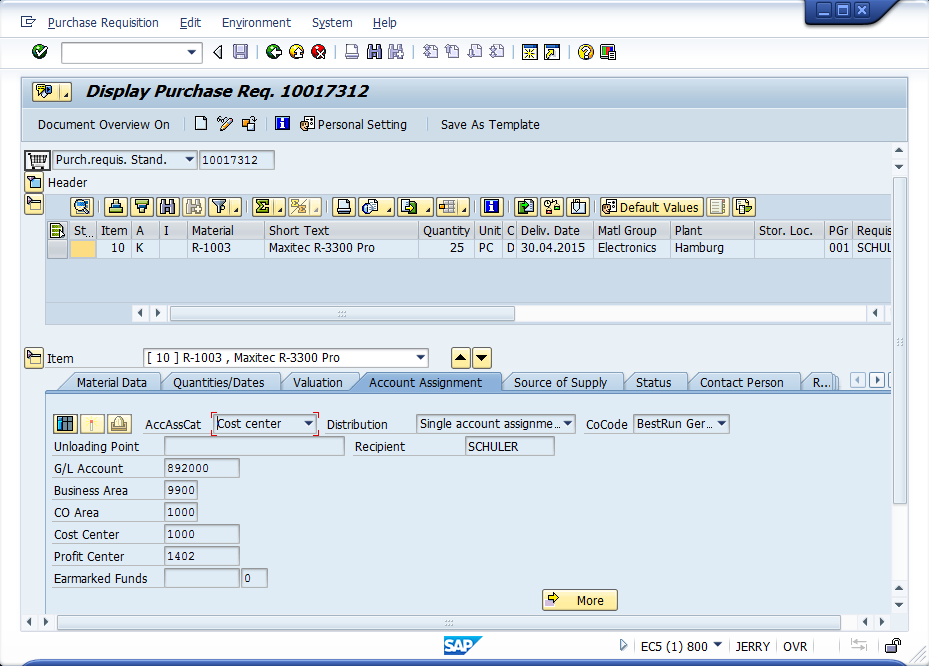 Purchase Requisition Edit Environment System Help
Display Purchase Req. 10017312
Document Overview On Personal Setting Save As Template
Purch.requis. Stand. 10017312
Header
Default Values
St... Item A I Material Short Text Quantity Unit C Deliv. Date Matl Group Plant Stor. Loc. PGr Requis
10 K R-1003 Maxitec R-3300 Pro 25 PC D 30.04.2015 Electronics Hamburg 001 SCHUL
Item [ 10 ] R-1003 , Maxitec R-3300 Pro
Material Data Quantities/Dates Valuation Account Assignment Source of Supply Status Contact Person R...
AccAssCat Cost center Distribution Single account assignme... CoCode BestRun Ger...
Unloading Point Recipient SCHULER
G/L Account 892000
Business Area 9900
CO Area 1000
Cost Center 1000
Profit Center 1402
Earmarked Funds 0
More
SAP EC5 (1) 800 JERRY OVR